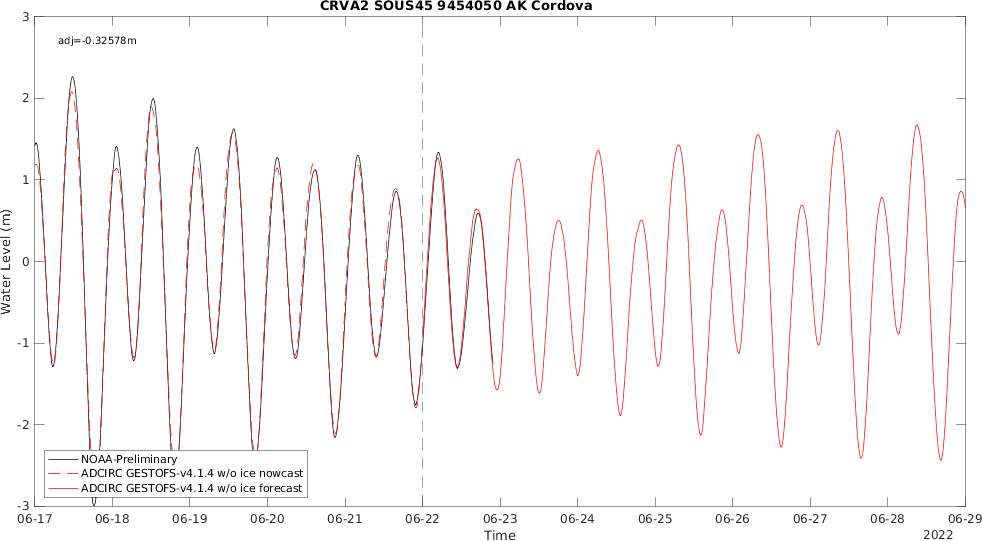 CRVA2 SOUS45 9454050 AK Cordova
adj=-0.32578m
3
2
1
0
-1
-2
-3
Water Level (m)
NOAA-Preliminary
ADCIRC GESTOFS-v4.1.4 w/o ice nowcast
ADCIRC GESTOFS-v4.1.4 w/o ice forecast
06-17 06-18 06-19 06-20 06-21 06-22 06-23 06-24 06-25 06-26 06-27 06-28 06-29
Time
2022